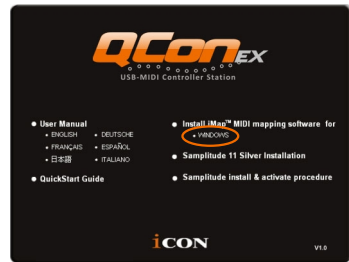 QCon EX
USB-MIDI Controller Station
User Manual
• ENGLISH
• DEUTSCHE
• FRANÇAIS
• ESPAÑOL
• 日本語
• ITALIANO
QuickStart Guide
Install iMap™ MIDI mapping software for
• WINDOWS
Samplitude 11 Silver Installation
Samplitude install & activate procedure
iCON
V1.0